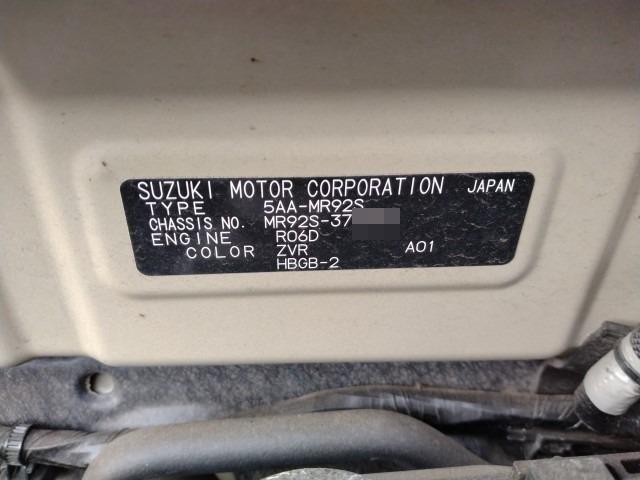 SUZUKI MOTOR CORPORATION JAPAN
TYPE 5AA-MR92S
CHASSIS NO. MR92S-37
ENGINE R06D
COLOR ZVR A01
HBGB-2